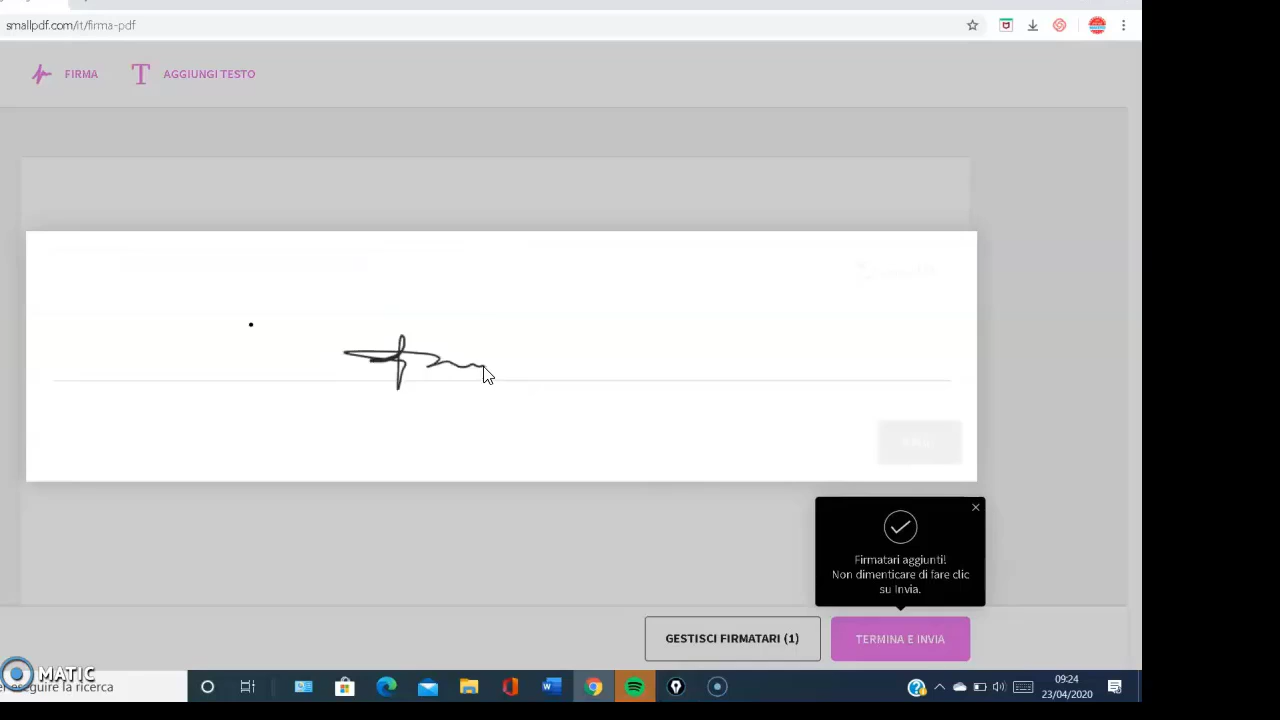 smallpdf.com/it/firma-pdf
FIRMA
AGGIUNGI TESTO
Firmatari aggiunti!
Non dimenticare di fare clic
su Invia.
GESTISCI FIRMATARI (1)
TERMINA E INVIA
MATIC
eseguire la ricerca
09:24
23/04/2020